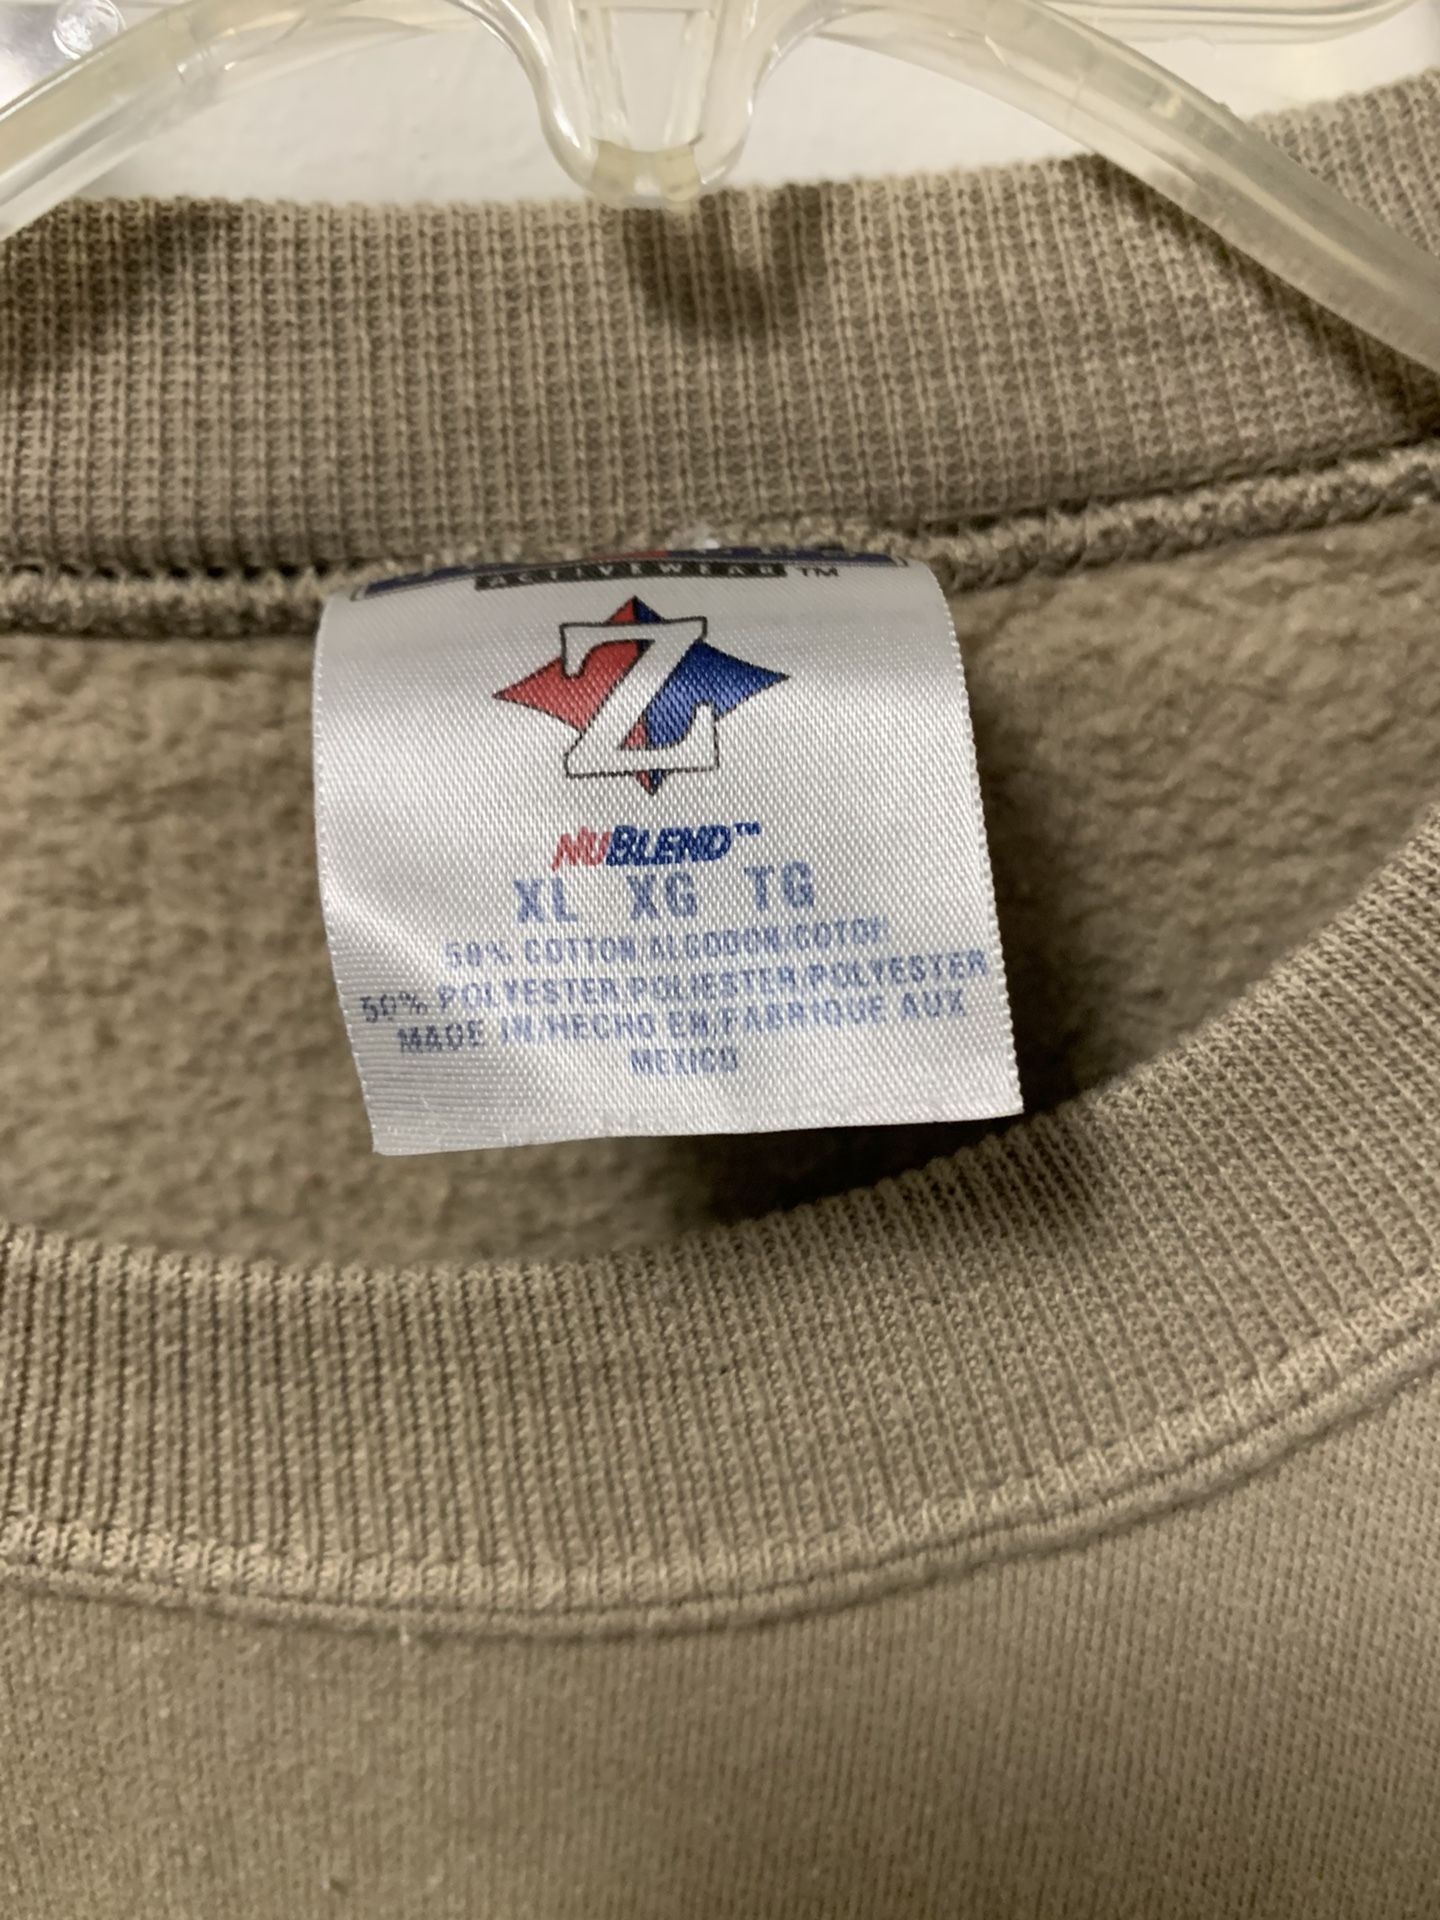 ACTIVEWEAR™
Z
NUBLEND™
XL XG TG
50% COTTON/ALGODON/COTON
50% POLYESTER/POLIESTER/POLYESTER
MADE IN/HECHO EN/FABRIQUE AUX
MEXICO